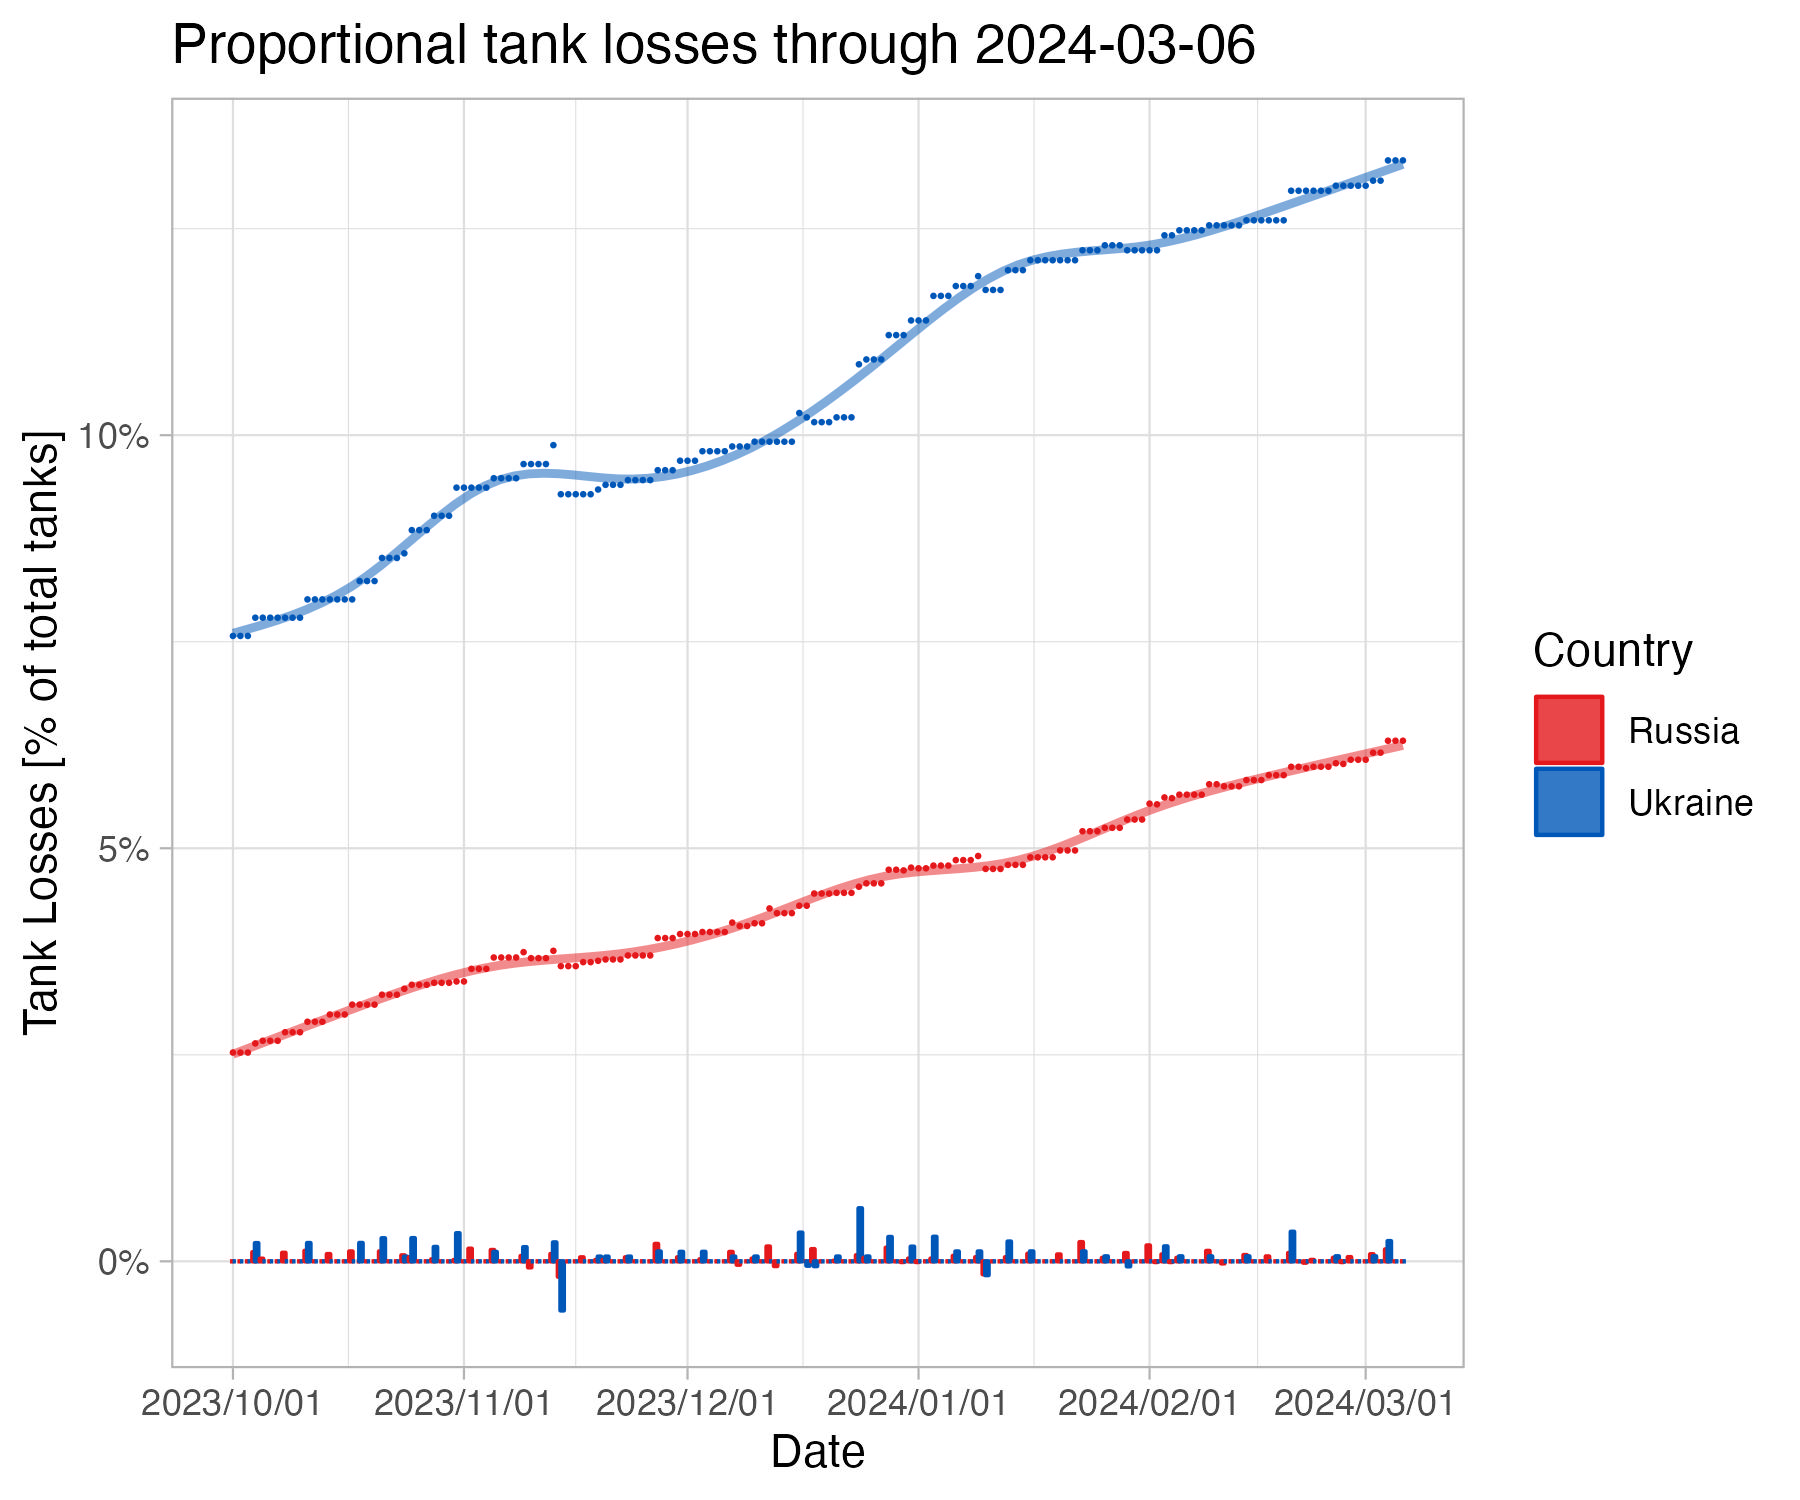 Proportional tank losses through 2024-03-06
Tank Losses [% of total tanks]
10%
5%
0%
2023/10/01 2023/11/01 2023/12/01 2024/01/01 2024/02/01 2024/03/01
Date
Country
Russia
Ukraine